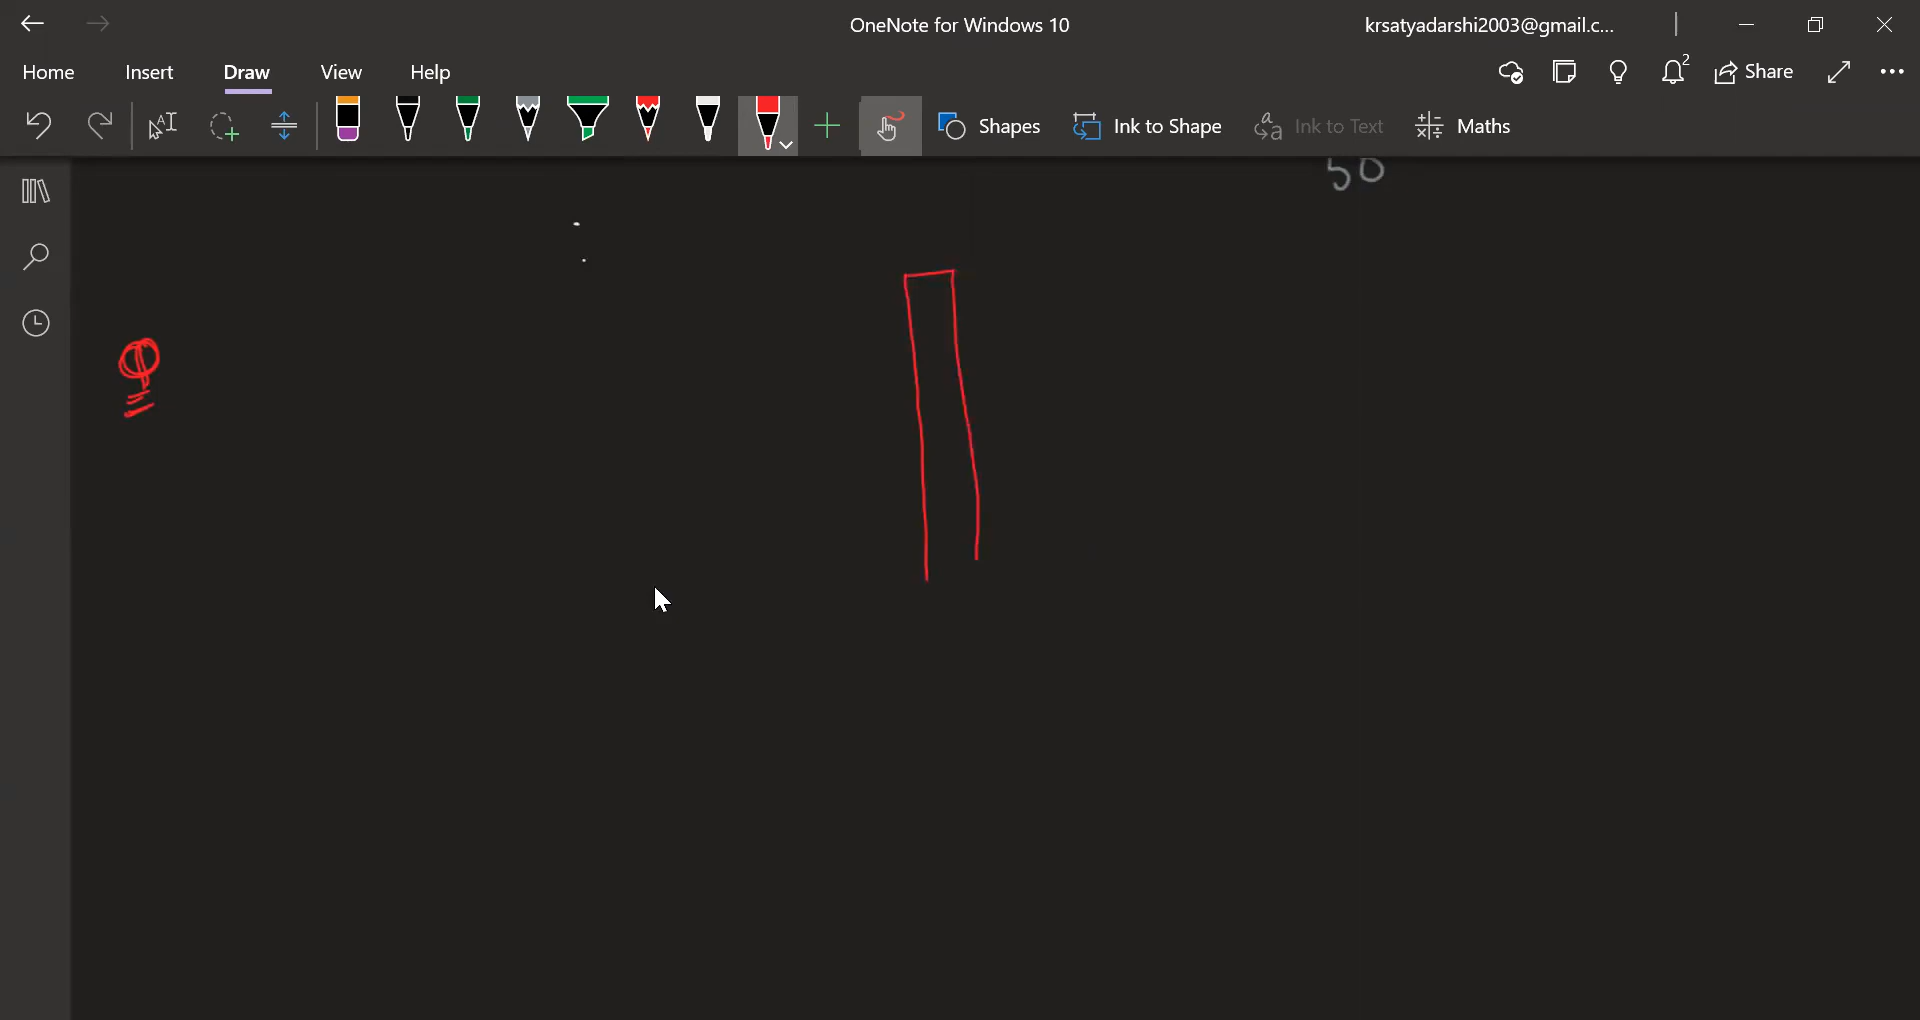 OneNote for Windows 10
krsatyadarshi2003@gmail.c...
Home Insert Draw View Help
2
Share
Shapes
Ink to Shape
Ink to Text
Maths
50
φ